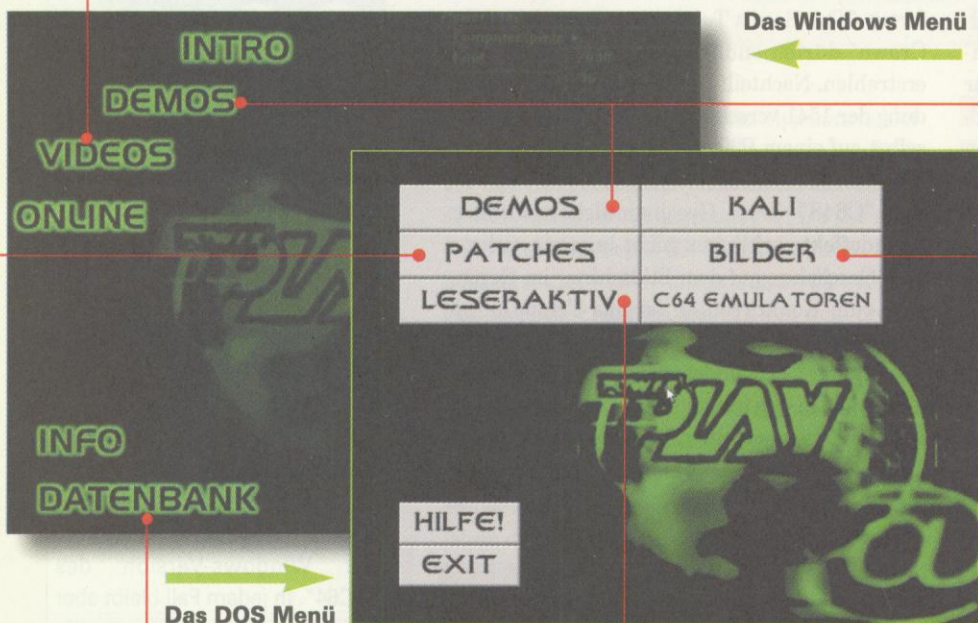 Das Windows Menü
INTRO
DEMOS
VIDEOS
ONLINE
INFO
DATENBANK
DEMOS
KALI
PATCHES
BILDER
LESERAKTIV
C64 EMULATOREN
PLAY
@
HILFE!
EXIT
Das DOS Menü